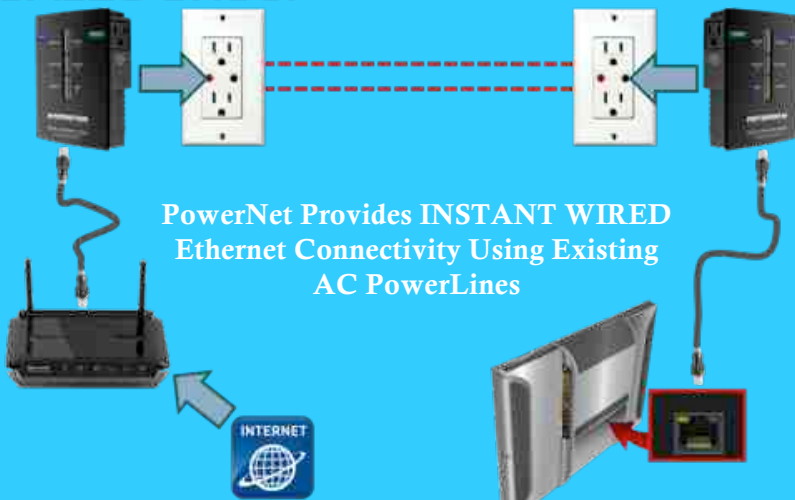 PowerNet Provides INSTANT WIRED
Ethernet Connectivity Using Existing
AC PowerLines
INTERNET